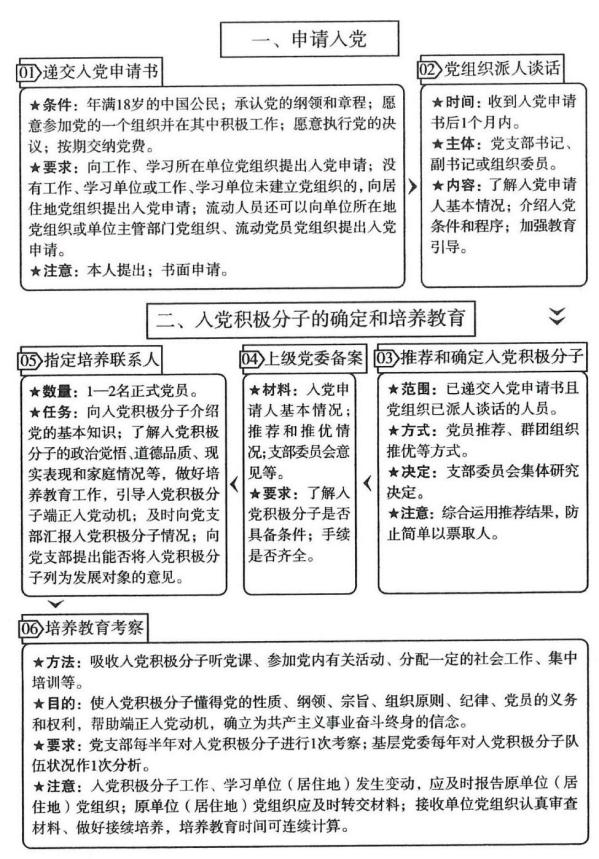 一、申请入党
01 递交入党申请书
★条件：年满18岁的中国公民；承认党的纲领和章程；愿
意参加党的一个组织并在其中积极工作；愿意执行党的决
议；按期交纳党费。
★要求：向工作、学习所在单位党组织提出入党申请；没
有工作、学习单位或工作、学习单位未建立党组织的，向居
住地党组织提出入党申请；流动人员还可以向单位所在地
党组织或单位主管部门党组织、流动党员党组织提出入党
申请。
★注意：本人提出；书面申请。
02 党组织派人谈话
★时间：收到入党申请
书后1个月内。
★主体：党支部书记、
副书记或组织委员。
★内容：了解入党申请
人基本情况；介绍入党
条件和程序；加强教育
引导。
二、入党积极分子的确定和培养教育
03 推荐和确定入党积极分子
★范围：已递交入党申请书且
党组织已派人谈话的人员。
★方式：党员推荐、群团组织
推优等方式。
★决定：支部委员会集体研究
决定。
★注意：综合运用推荐结果，防
止简单以票取人。
04 上级党委备案
★材料：入党申
请人基本情况；
推荐和推优情
况;支部委员会意
见等。
★要求：了解入
党积极分子是否
具备条件；手续
是否齐全。
05 指定培养联系人
★数量：1—2名正式党员。
★任务：向入党积极分子介绍
党的基本知识；了解入党积极
分子的政治觉悟、道德品质、现
实表现和家庭情况等，做好培
养教育工作，引导入党积极分
子端正入党动机；及时向党支
部汇报入党积极分子情况；向
党支部提出能否将入党积极分
子列为发展对象的意见。
06 培养教育考察
★方法：吸收入党积极分子听党课、参加党内有关活动、分配一定的社会工作、集中
培训等。
★目的：使入党积极分子懂得党的性质、纲领、宗旨、组织原则、纪律、党员的义务
和权利，帮助端正入党动机，确立为共产主义事业奋斗终身的信念。
★要求：党支部每半年对入党积极分子进行1次考察；基层党委每年对入党积极分子队
伍状况作1次分析。
★注意：入党积极分子工作、学习单位（居住地）发生变动，应及时报告原单位（居
住地）党组织；原单位（居住地）党组织应及时转交材料；接收单位党组织认真审查
材料、做好接续培养，培养教育时间可连续计算。